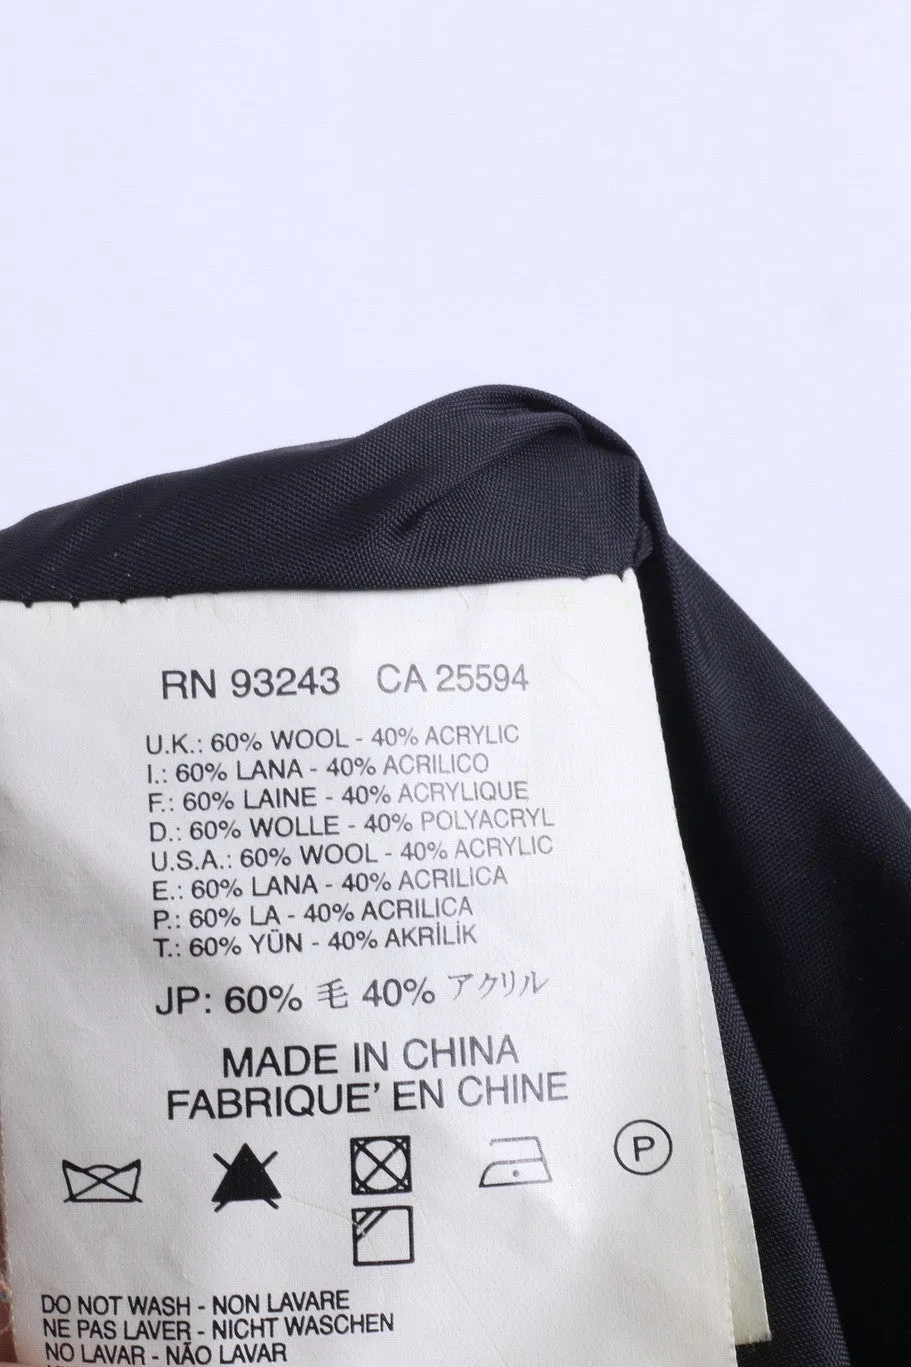 RN 93243 CA 25594
U.K.: 60% WOOL - 40% ACRYLIC
I.: 60% LANA - 40% ACRILICO
F.: 60% LAINE - 40% ACRYLIQUE
D.: 60% WOLLE - 40% POLYACRYL
U.S.A.: 60% WOOL - 40% ACRYLIC
E.: 60% LANA - 40% ACRILICA
P.: 60% LA - 40% ACRILICA
T.: 60% YÜN - 40% AKRİLİK
JP: 60% 毛 40% アクリル
MADE IN CHINA
FABRIQUE' EN CHINE
P
DO NOT WASH - NON LAVARE
NE PAS LAVER - NICHT WASCHEN
NO LAVAR - NÃO LAVAR